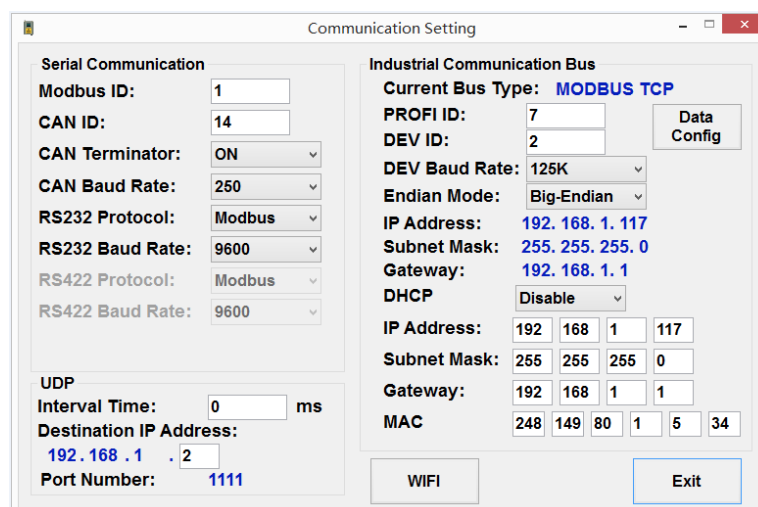 Communication Setting
Serial Communication
Modbus ID: 1
CAN ID: 14
CAN Terminator: ON
CAN Baud Rate: 250
RS232 Protocol: Modbus
RS232 Baud Rate: 9600
RS422 Protocol: Modbus
RS422 Baud Rate: 9600
UDP
Interval Time: 0 ms
Destination IP Address:
192 . 168 . 1 . 2
Port Number: 1111
Industrial Communication Bus
Current Bus Type: MODBUS TCP
PROFI ID: 7
DEV ID: 2
Data
Config
DEV Baud Rate: 125K
Endian Mode: Big-Endian
IP Address: 192. 168. 1. 117
Subnet Mask: 255. 255. 255. 0
Gateway: 192. 168. 1. 1
DHCP Disable
IP Address: 192 168 1 117
Subnet Mask: 255 255 255 0
Gateway: 192 168 1 1
MAC 248 149 80 1 5 34
WIFI
Exit